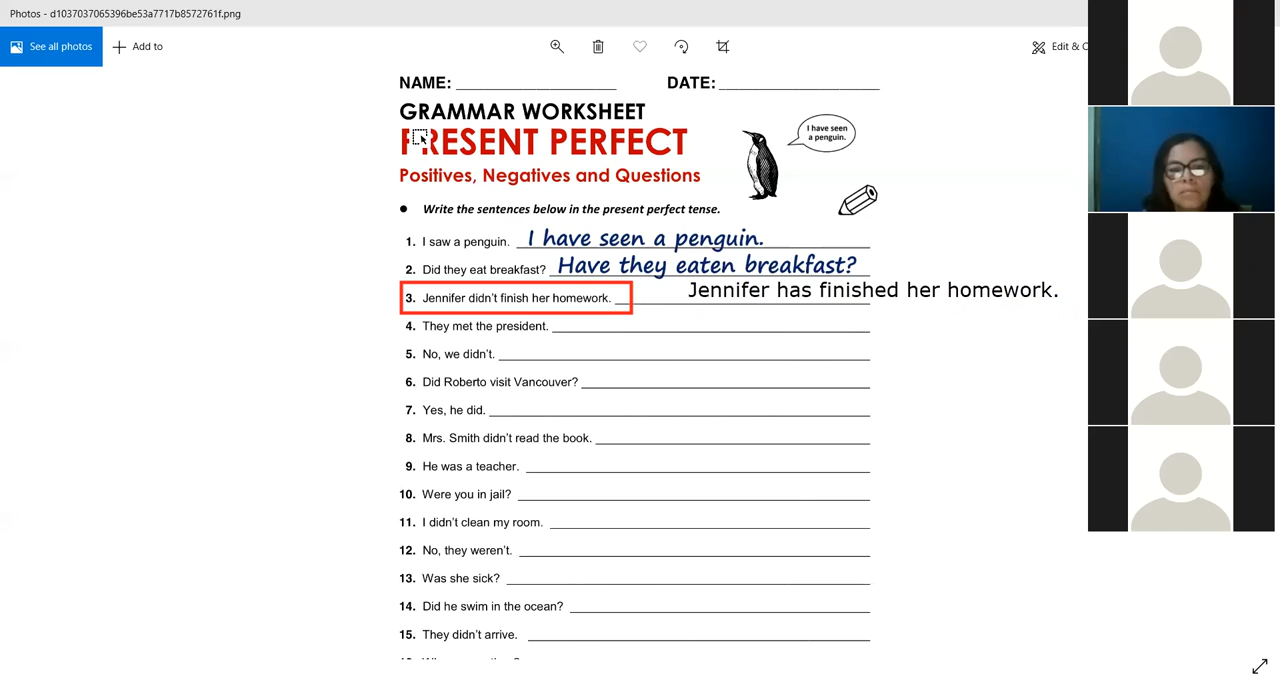 Photos - d1037037065396be53a7717b8572761f.png
See all photos
Add to
Edit & C
NAME: ____________________ DATE: ____________________
GRAMMAR WORKSHEET
PRESENT PERFECT
Positives, Negatives and Questions
I have seen
a penguin.
● Write the sentences below in the present perfect tense.
1. I saw a penguin. I have seen a penguin.
2. Did they eat breakfast? Have they eaten breakfast?
3. Jennifer didn't finish her homework. Jennifer has finished her homework.
4. They met the president.
5. No, we didn't.
6. Did Roberto visit Vancouver?
7. Yes, he did.
8. Mrs. Smith didn't read the book.
9. He was a teacher.
10. Were you in jail?
11. I didn't clean my room.
12. No, they weren't.
13. Was she sick?
14. Did he swim in the ocean?
15. They didn't arrive.